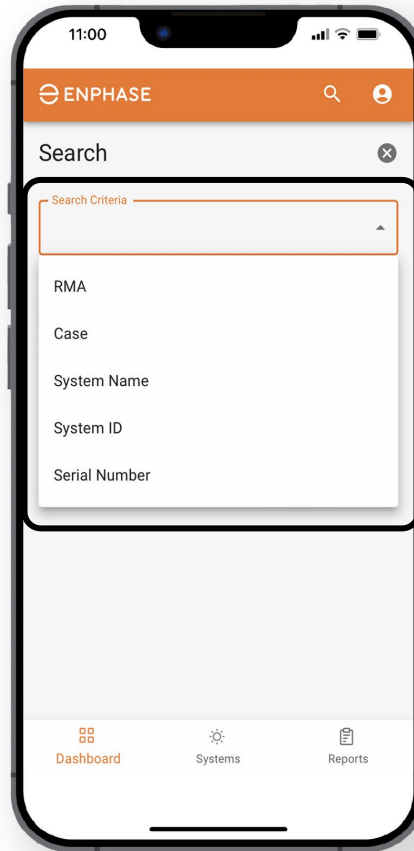 11:00
ENPHASE
Search
Search Criteria
RMA
Case
System Name
System ID
Serial Number
Dashboard
Systems
Reports